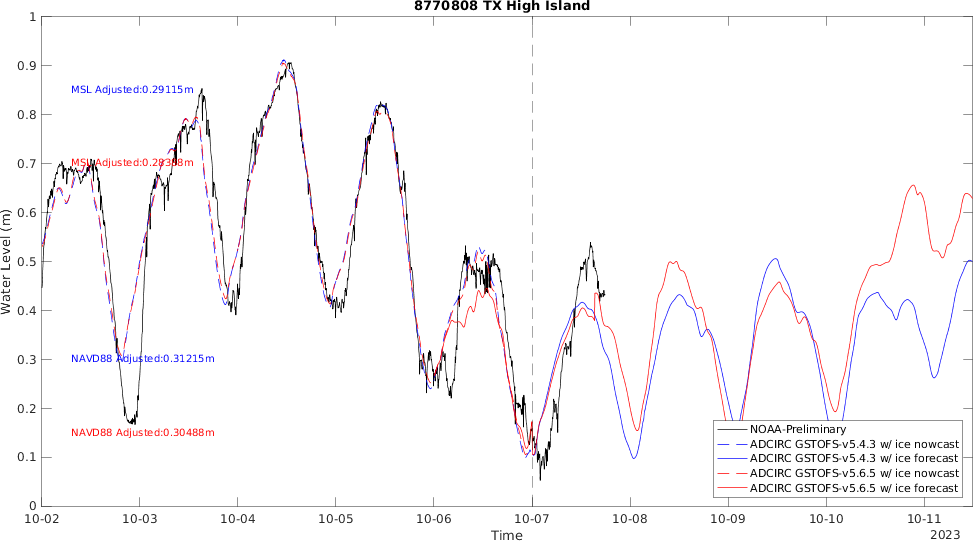 8770808 TX High Island
Water Level (m)
1
0.9
0.8
0.7
0.6
0.5
0.4
0.3
0.2
0.1
0
MSL Adjusted:0.29115m
MSL Adjusted:0.28388m
NAVD88 Adjusted:0.31215m
NAVD88 Adjusted:0.30488m
NOAA-Preliminary
ADCIRC GSTOFS-v5.4.3 w/ ice nowcast
ADCIRC GSTOFS-v5.4.3 w/ ice forecast
ADCIRC GSTOFS-v5.6.5 w/ ice nowcast
ADCIRC GSTOFS-v5.6.5 w/ ice forecast
10-02 10-03 10-04 10-05 10-06 10-07 10-08 10-09 10-10 10-11
Time
2023